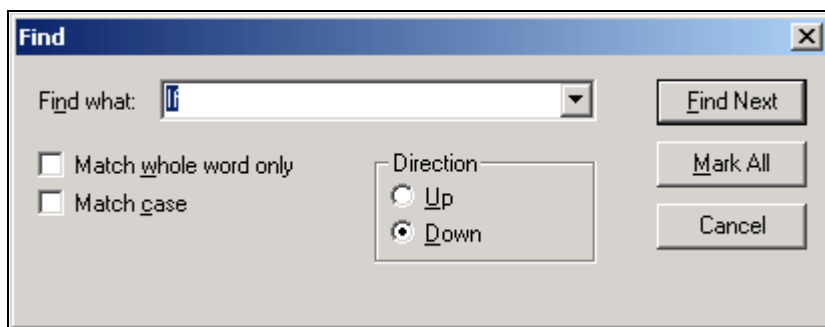 Find
Find what: If
Find Next
Match whole word only
Direction
Mark All
Match case
Up
Down
Cancel